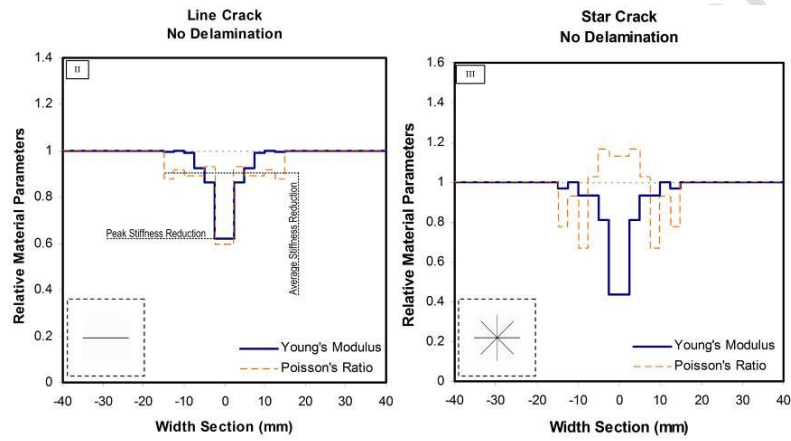 Line Crack
No Delamination
II
1.4
1.2
1
0.8
0.6
0.4
0.2
0
Relative Material Parameters
Peak Stiffness Reduction
Average Stiffness Reduction
Young's Modulus
Poisson's Ratio
-40 -30 -20 -10 0 10 20 30 40
Width Section (mm)
Star Crack
No Delamination
III
1.6
1.4
1.2
1
0.8
0.6
0.4
0.2
0
Relative Material Parameters
Young's Modulus
Poisson's Ratio
-40 -30 -20 -10 0 10 20 30 40
Width Section (mm)